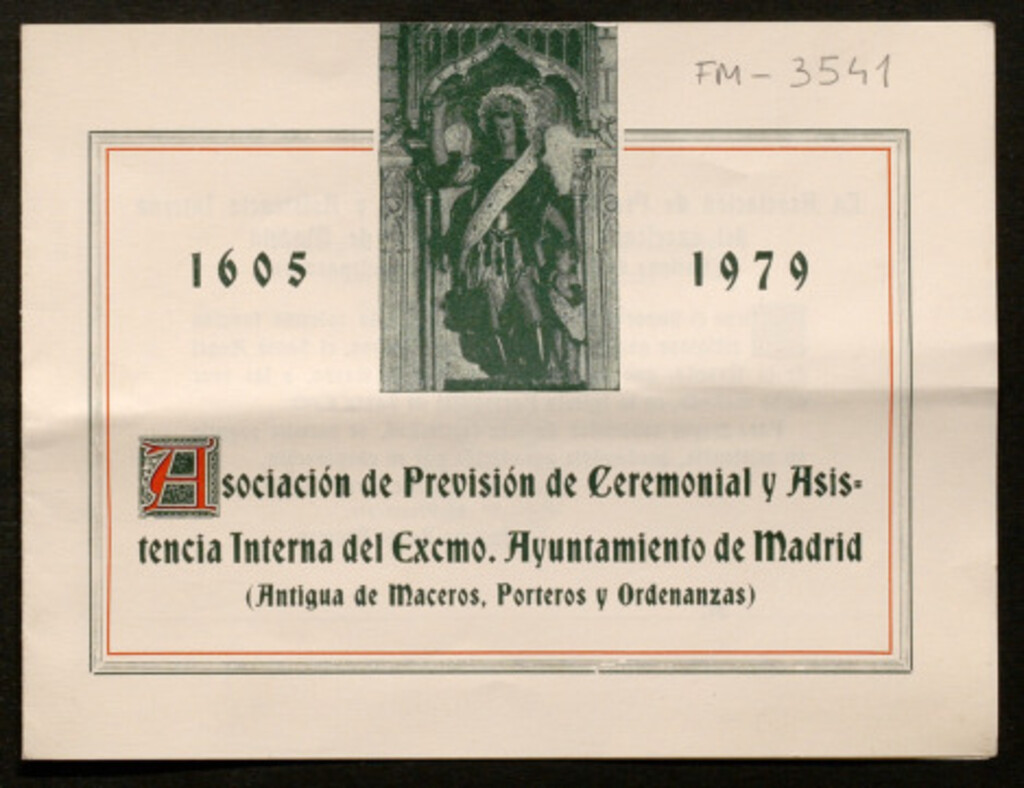 FM - 3541
1605 1979
Asociación de Previsión de Ceremonial y Asis=
tencia Interna del Excmo. Ayuntamiento de Madrid
(Antigua de Maceros, Porteros y Ordenanzas)